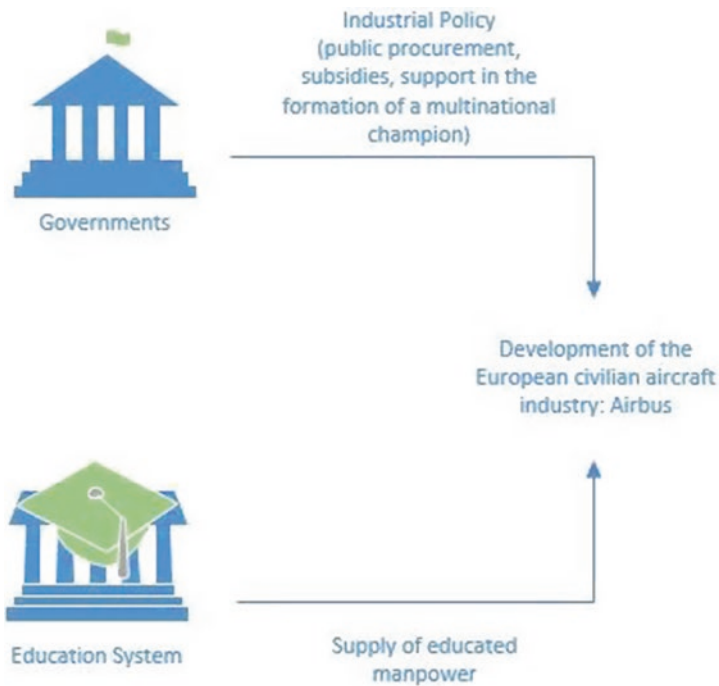 Industrial Policy
(public procurement,
subsidies, support in the
formation of a multinational
champion)
Governments
Development of the
European civilian aircraft
industry: Airbus
Education System
Supply of educated
manpower